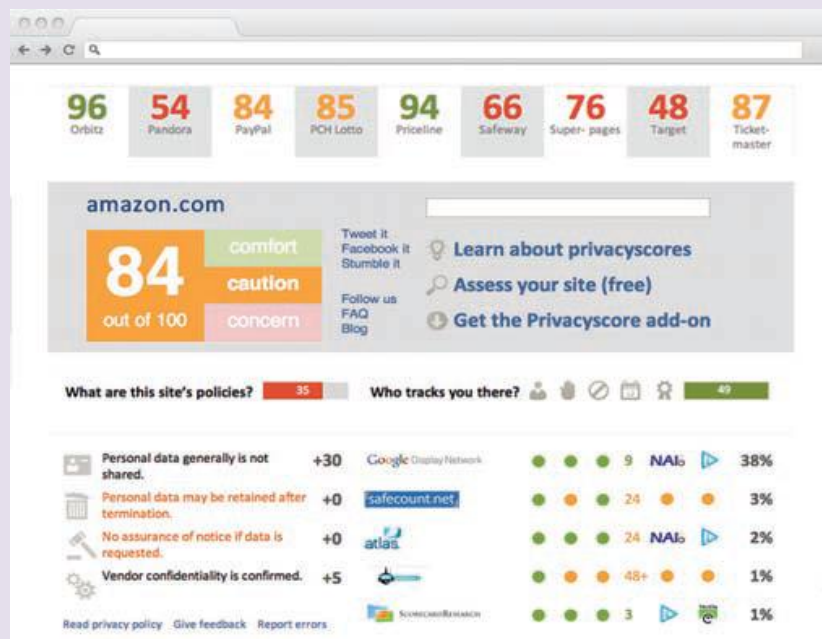 96 54 84 85 94 66 76 48 87
Orbitz Pandora PayPal PCH Lotto Priceline Safeway Super- pages Target Ticket-
master
amazon.com
84
out of 100
comfort
caution
concern
Tweet it
Facebook it
Stumble it
Follow us
FAQ
Blog
Learn about privacyscores
Assess your site (free)
Get the Privacyscore add-on
What are this site's policies? 35
Who tracks you there? 49
Personal data generally is not +30
shared.
Personal data may be retained after +0
termination.
No assurance of notice if data is +0
requested.
Vendor confidentiality is confirmed. +5
Read privacy policy Give feedback Report errors
Google Display Network 9 NAI 38%
safecount.net 24 3%
atlas 24 NAI 2%
48+ 1%
ScorecardResearch 3 1%